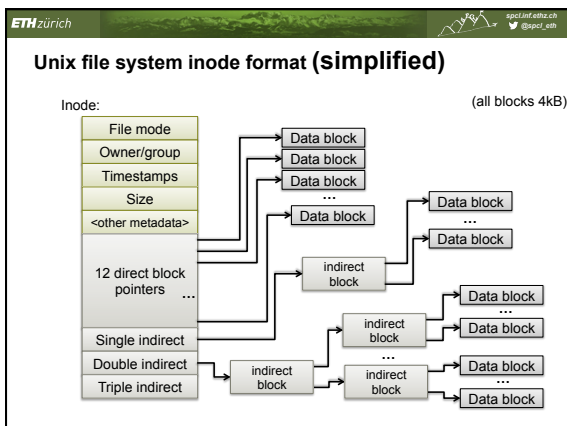 ETH zürich
spcl.inf.ethz.ch
@spcl_eth
Unix file system inode format (simplified)
Inode:
(all blocks 4kB)
File mode
Owner/group
Timestamps
Size
<other metadata>
12 direct block
pointers
...
Single indirect
Double indirect
Triple indirect
Data block
Data block
Data block
...
Data block
indirect
block
Data block
...
Data block
indirect
block
indirect
block
...
indirect
block
Data block
...
Data block
Data block
...
Data block